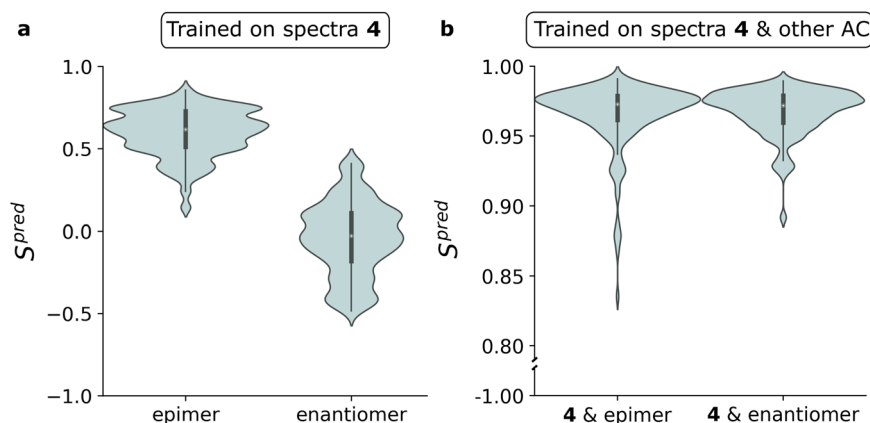 a
Trained on spectra 4
b
Trained on spectra 4 & other AC
1.0
0.5
0.0
−0.5
−1.0
S^pred
epimer
enantiomer
1.00
0.95
0.90
0.85
0.80
-1.00
S^pred
4 & epimer
4 & enantiomer